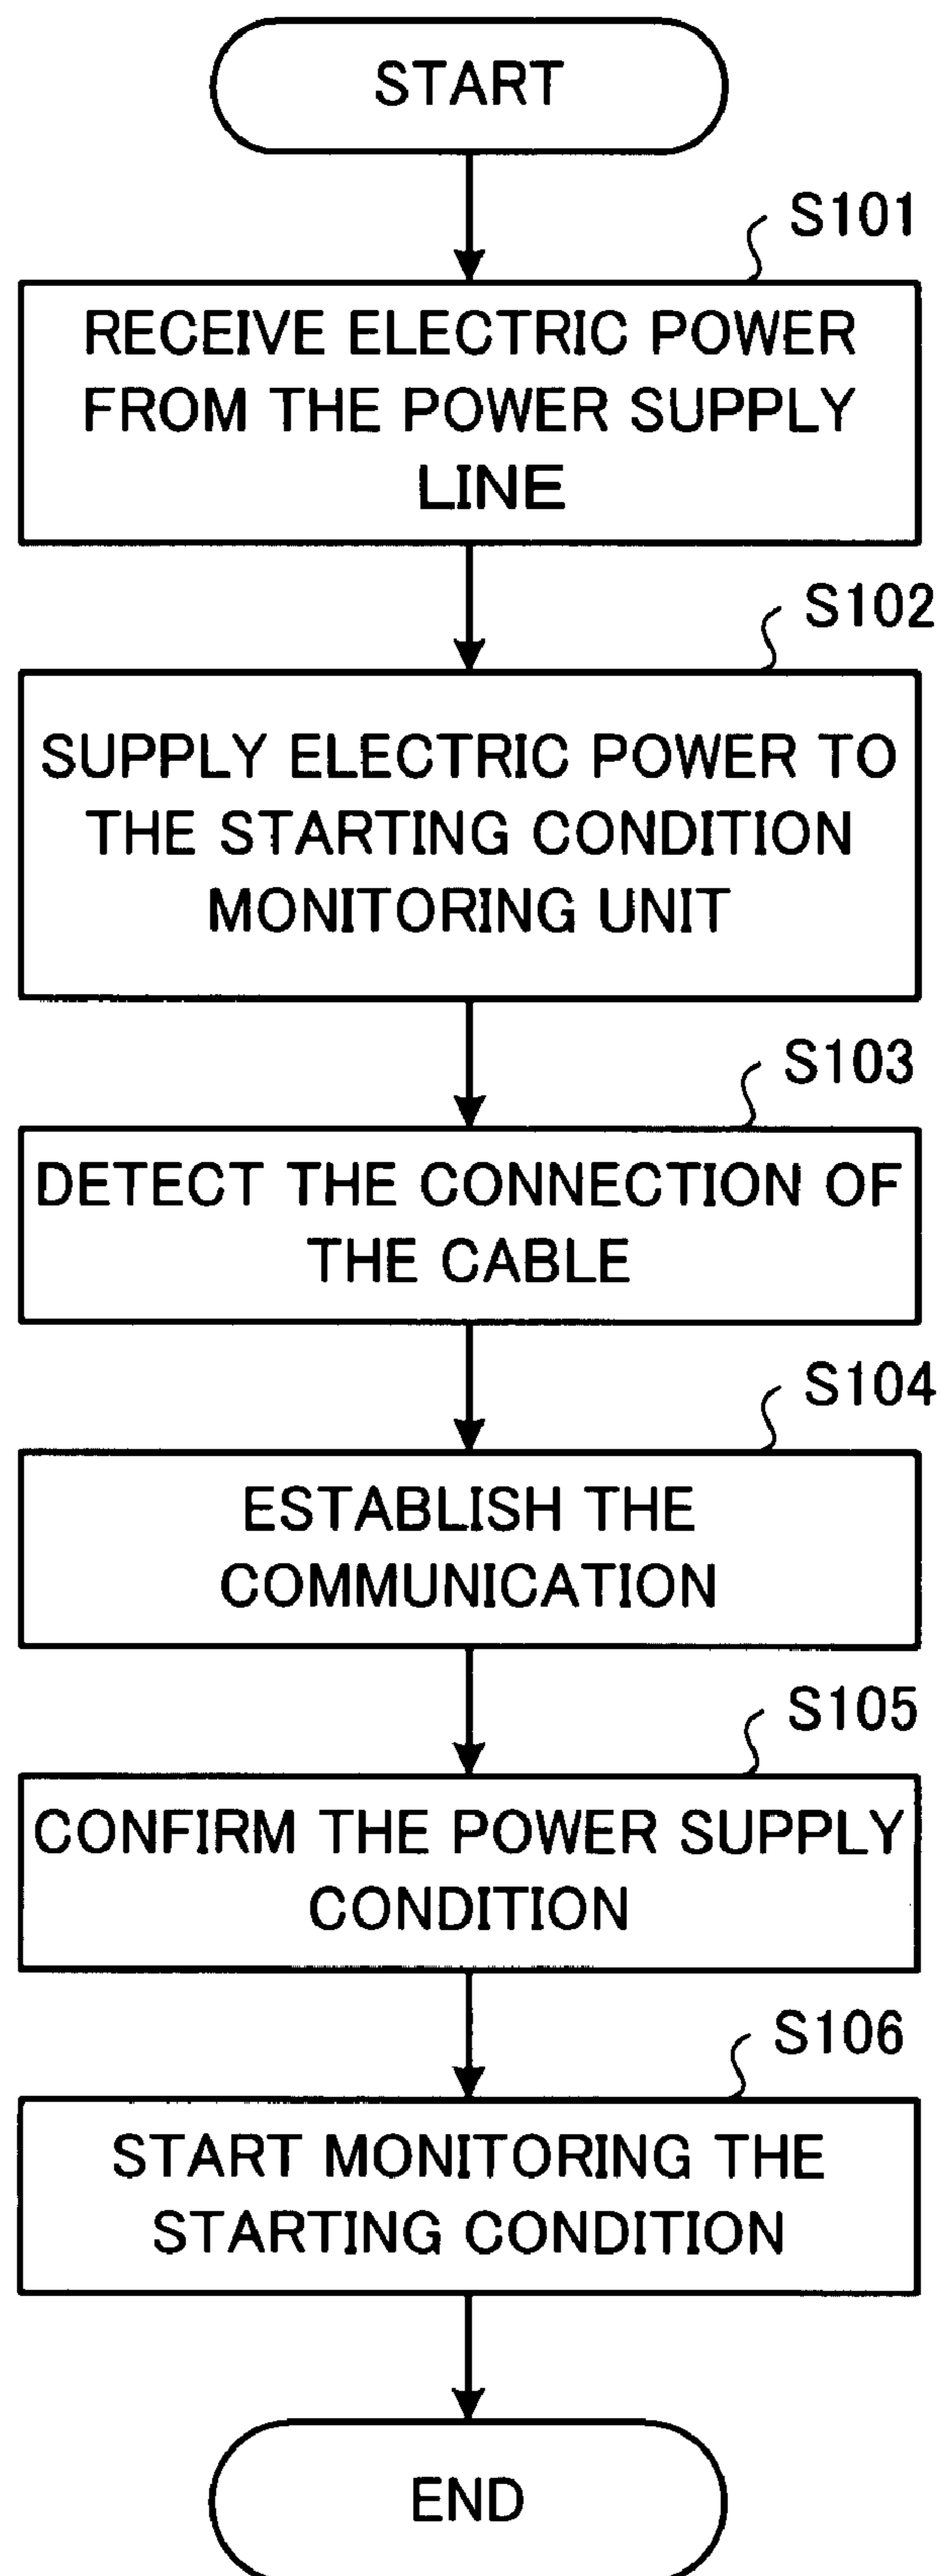 START
S101
RECEIVE ELECTRIC POWER
FROM THE POWER SUPPLY
LINE
S102
SUPPLY ELECTRIC POWER TO
THE STARTING CONDITION
MONITORING UNIT
S103
DETECT THE CONNECTION OF
THE CABLE
S104
ESTABLISH THE
COMMUNICATION
S105
CONFIRM THE POWER SUPPLY
CONDITION
S106
START MONITORING THE
STARTING CONDITION
END